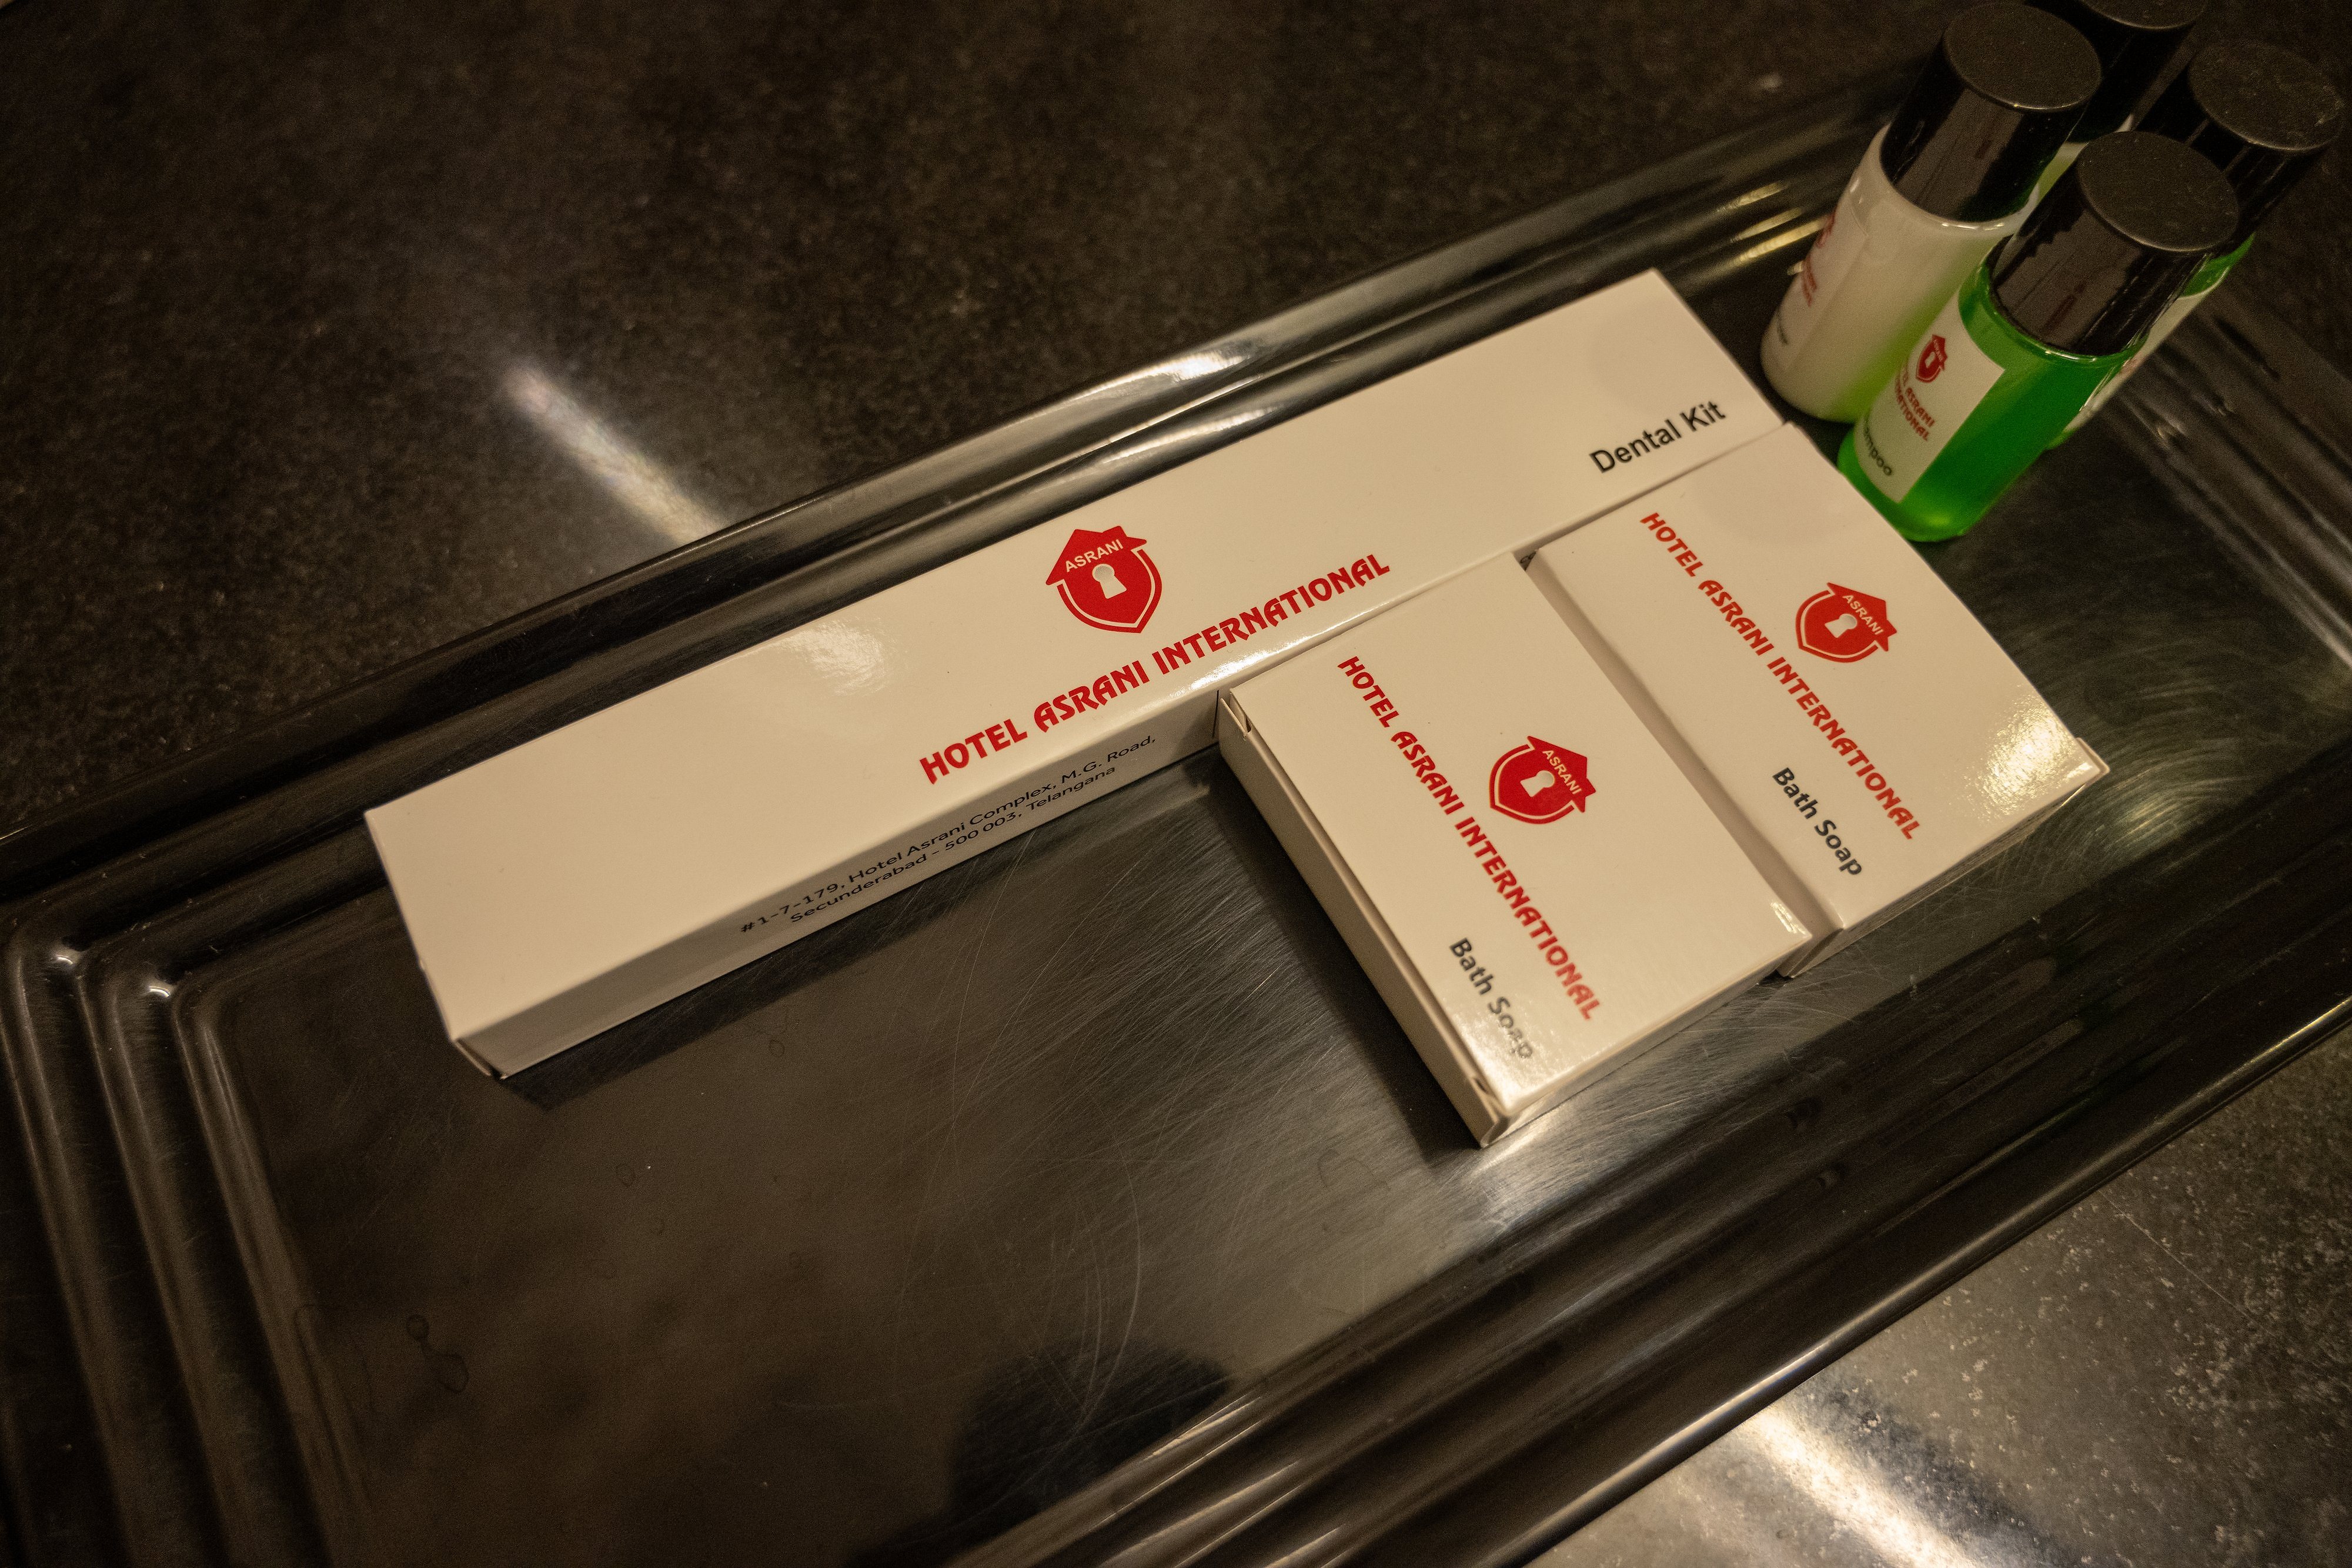 Dental Kit
ASRANI
HOTEL ASRANI INTERNATIONAL
#1-7-179, Hotel Asrani Complex, M.G. Road,
Secunderabad - 500 003, Telangana
ASRANI
HOTEL ASRANI INTERNATIONAL
Bath Soap
ASRANI
HOTEL ASRANI INTERNATIONAL
Bath Soap
ASRANI